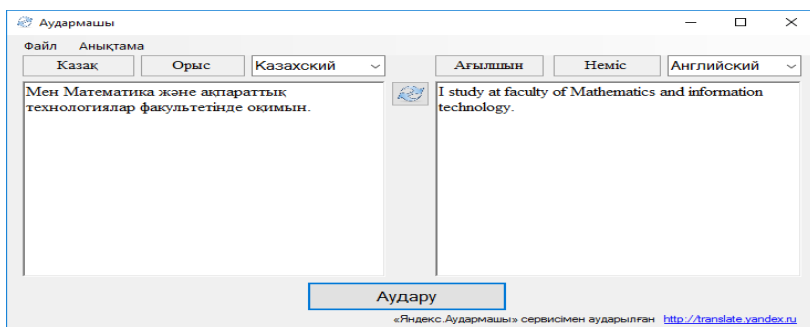 Аудармашы
Файл Анықтама
Казақ Орыс Казахский Ағылшын Неміс Английский
Мен Математика және ақпараттық
технологиялар факультетінде оқимын.
I study at faculty of Mathematics and information
technology.
Аудару
«Яндекс.Аудармашы» сервисімен аударылған http://translate.yandex.ru